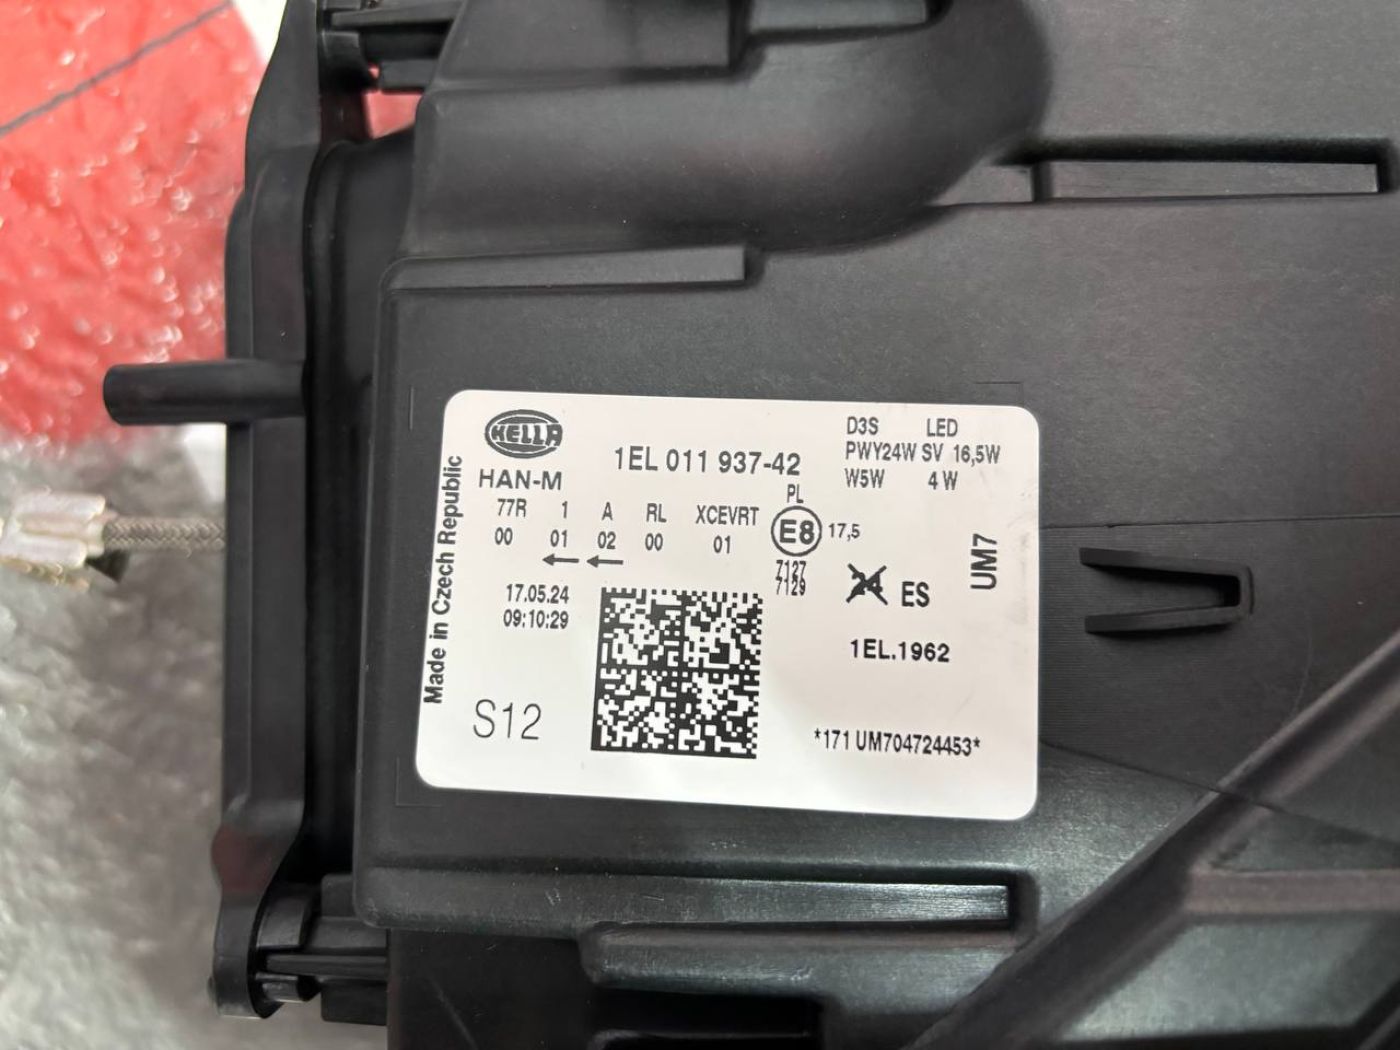 HELLA
HAN-M
1EL 011 937-42
D3S LED
PWY24W SV 16,5W
W5W 4 W
77R 1 A RL XCEVRT PL
00 01 02 00 01 E8 17,5
7127
7129
Made in Czech Republic
17.05.24
09:10:29
24 ES
UM7
1EL.1962
S12
*171 UM704724453*